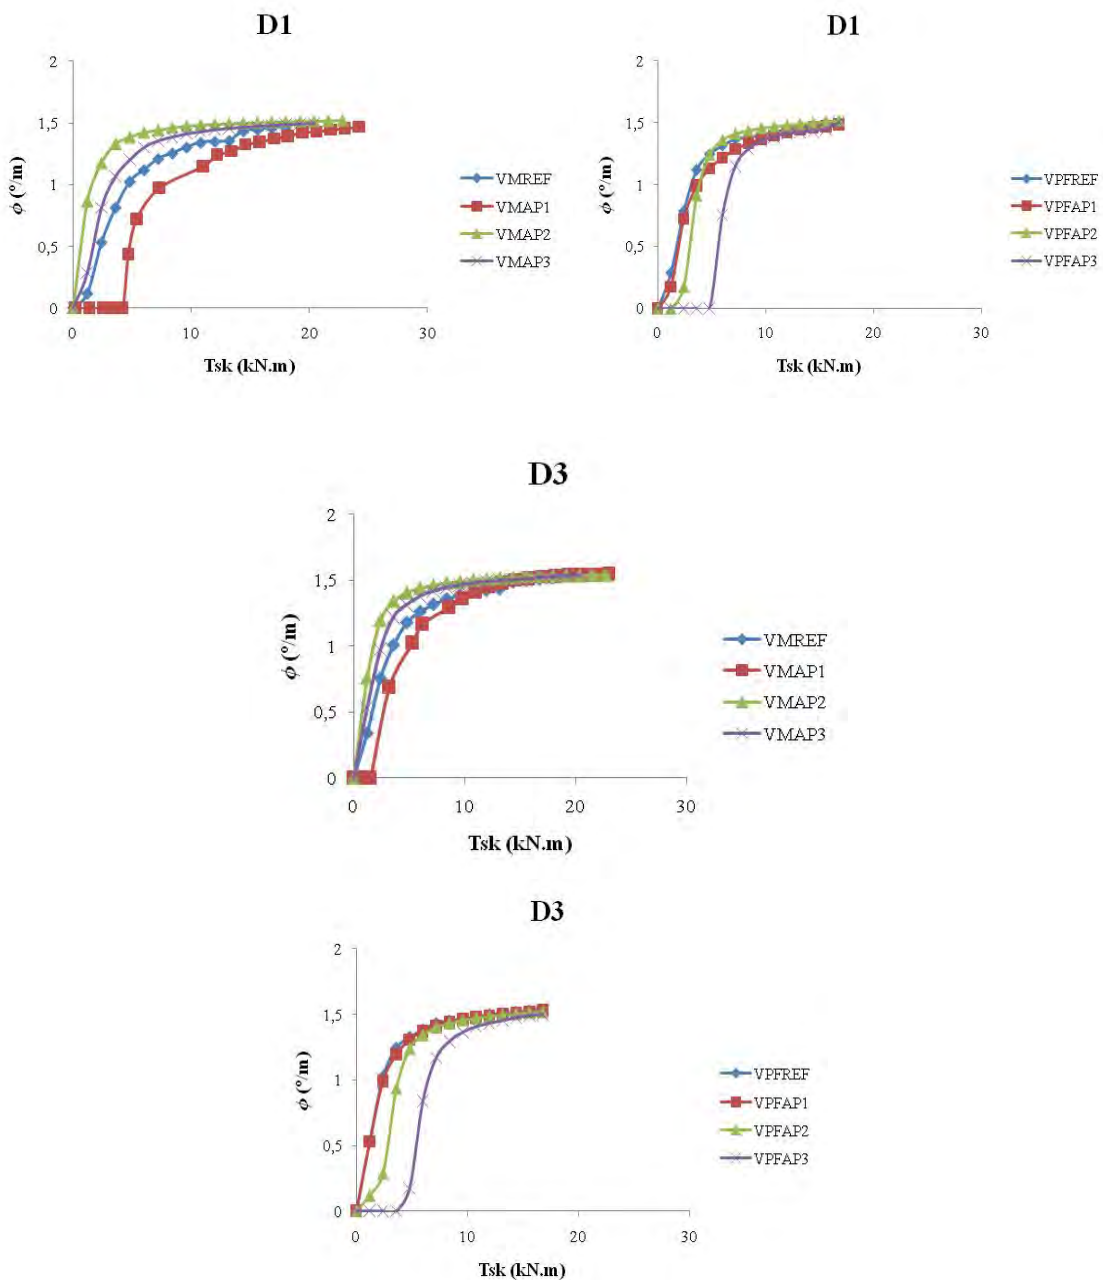 D1
2
1,5
1
0,5
0
ϕ (º/m)
0 10 20 30
Tsk (kN.m)
VMREF
VMAP1
VMAP2
VMAP3
D1
2
1,5
1
0,5
0
ϕ (º/m)
0 10 20 30
Tsk (kN.m)
VPFREF
VPFAP1
VPFAP2
VPFAP3
D3
2
1,5
1
0,5
0
ϕ (º/m)
0 10 20 30
Tsk (kN.m)
VMREF
VMAP1
VMAP2
VMAP3
D3
2
1,5
1
0,5
0
ϕ (º/m)
0 10 20 30
Tsk (kN.m)
VPFREF
VPFAP1
VPFAP2
VPFAP3